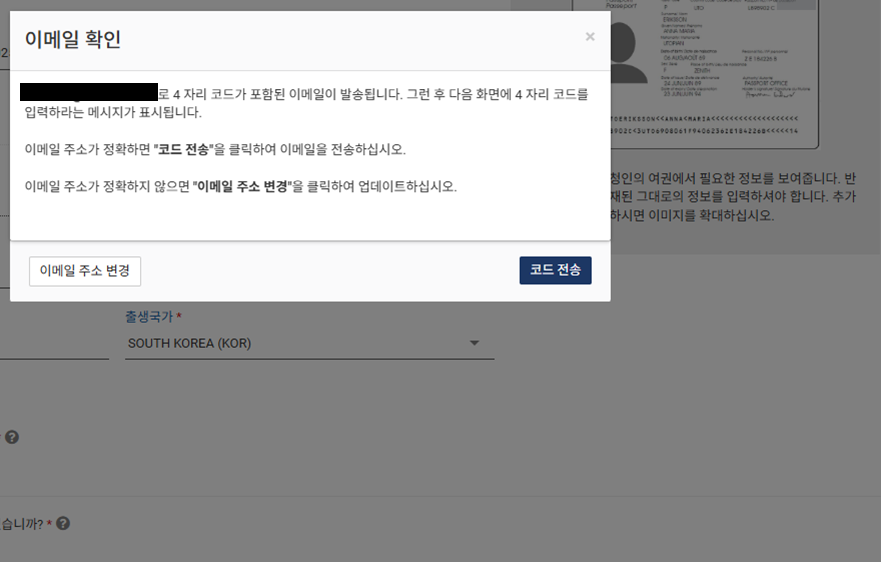 이메일 확인
×
로 4 자리 코드가 포함된 이메일이 발송됩니다. 그런 후 다음 화면에 4 자리 코드를
입력하라는 메시지가 표시됩니다.
이메일 주소가 정확하면 "코드 전송"을 클릭하여 이메일을 전송하십시오.
이메일 주소가 정확하지 않으면 "이메일 주소 변경"을 클릭하여 업데이트하십시오.
이메일 주소 변경
코드 전송
Passeport
UTO
ERIKSSON
ANNA MARIA
UTOPIAN
ZENITH
PASSPORT OFFICE
청인의 여권에서 필요한 정보를 보여줍니다. 반
재된 그대로의 정보를 입력하셔야 합니다. 추가
하시면 이미지를 확대하십시오.
출생국가 *
SOUTH KOREA (KOR)
?
습니까? * ?